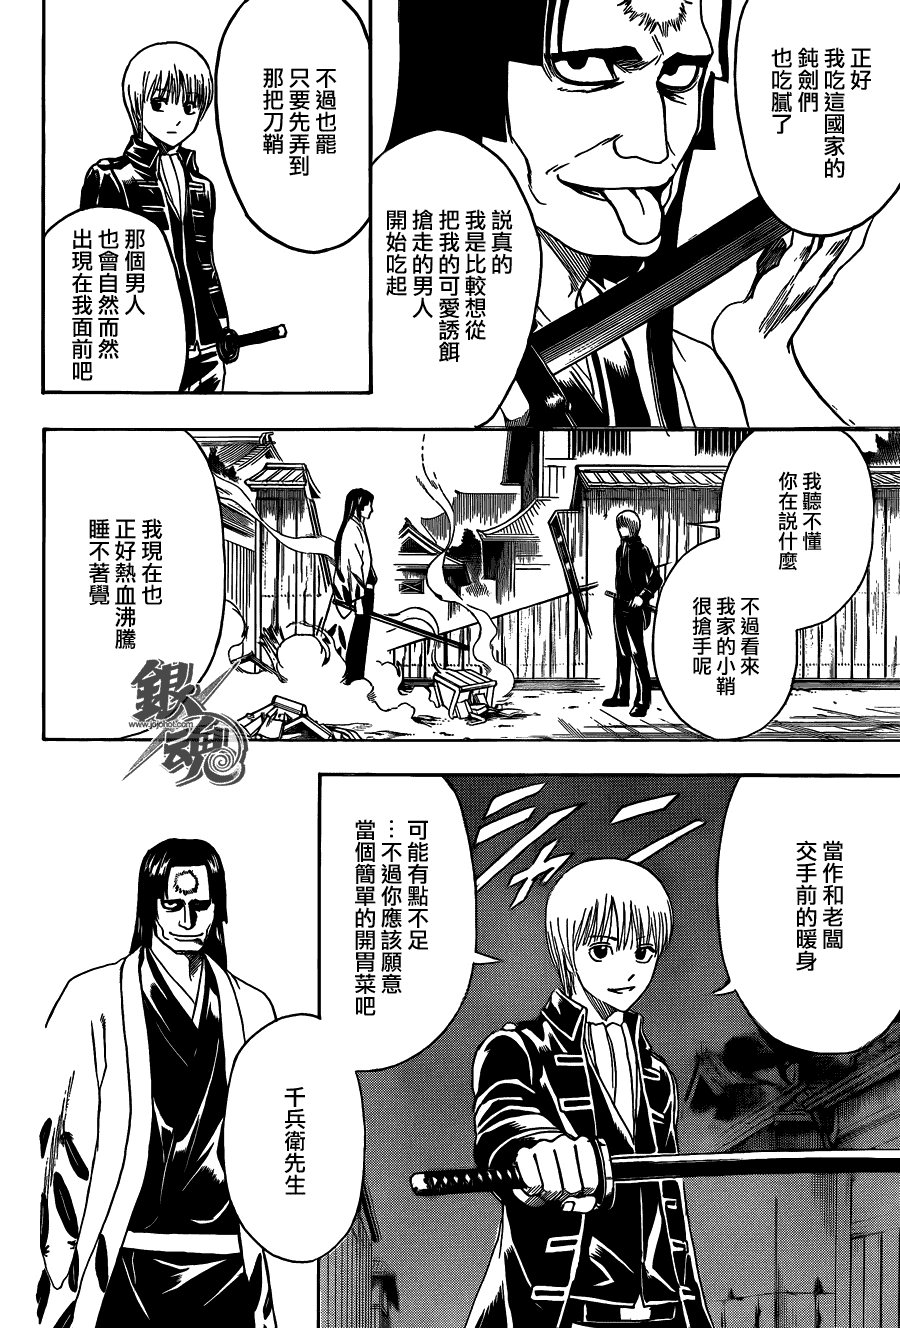 正好
我吃這國家的
鈍劍們
也吃膩了
説真的
我是比較想從
把我的可愛誘餌
搶走的男人
開始吃起
不過也罷
只要先弄到
那把刀鞘
那個男人
也會自然而然
出現在我面前吧
我聽不懂
你在説什麼
不過看來
我家的小鞘
很搶手呢
我現在也
正好熱血沸騰
睡不著覺
銀魂
www.jojohot.com
當作和老闆
交手前的暖身
可能有點不足
…不過你應該願意
當個簡單的開胃菜吧
千兵衛先生